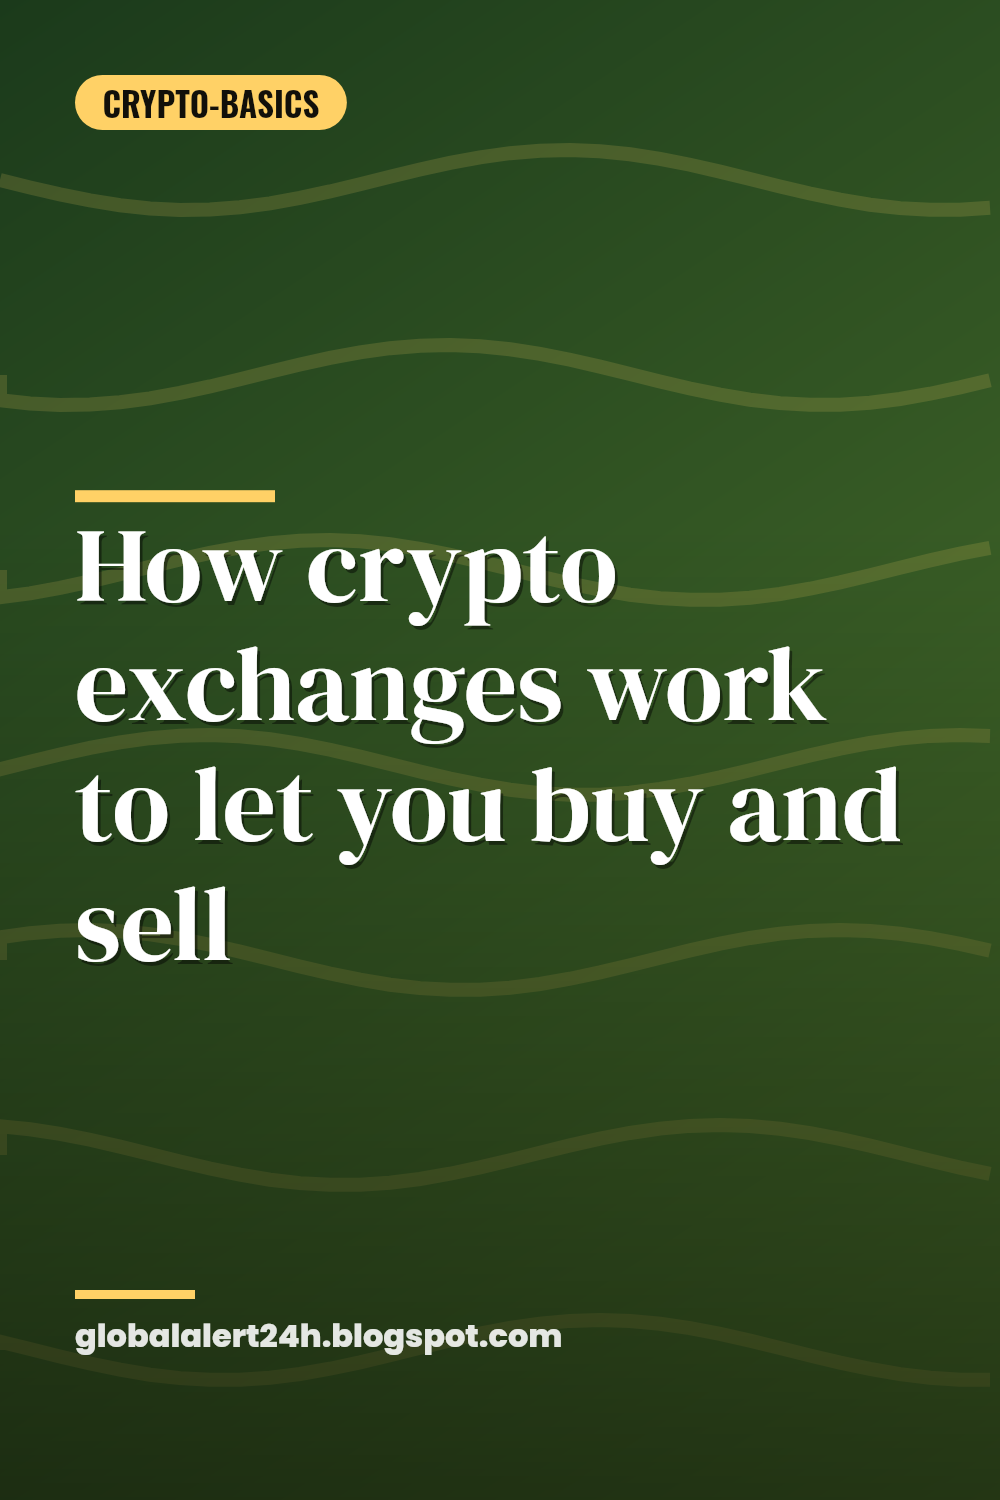 CRYPTO-BASICS
How crypto
exchanges work
to let you buy and
sell
globalalert24h.blogspot.com